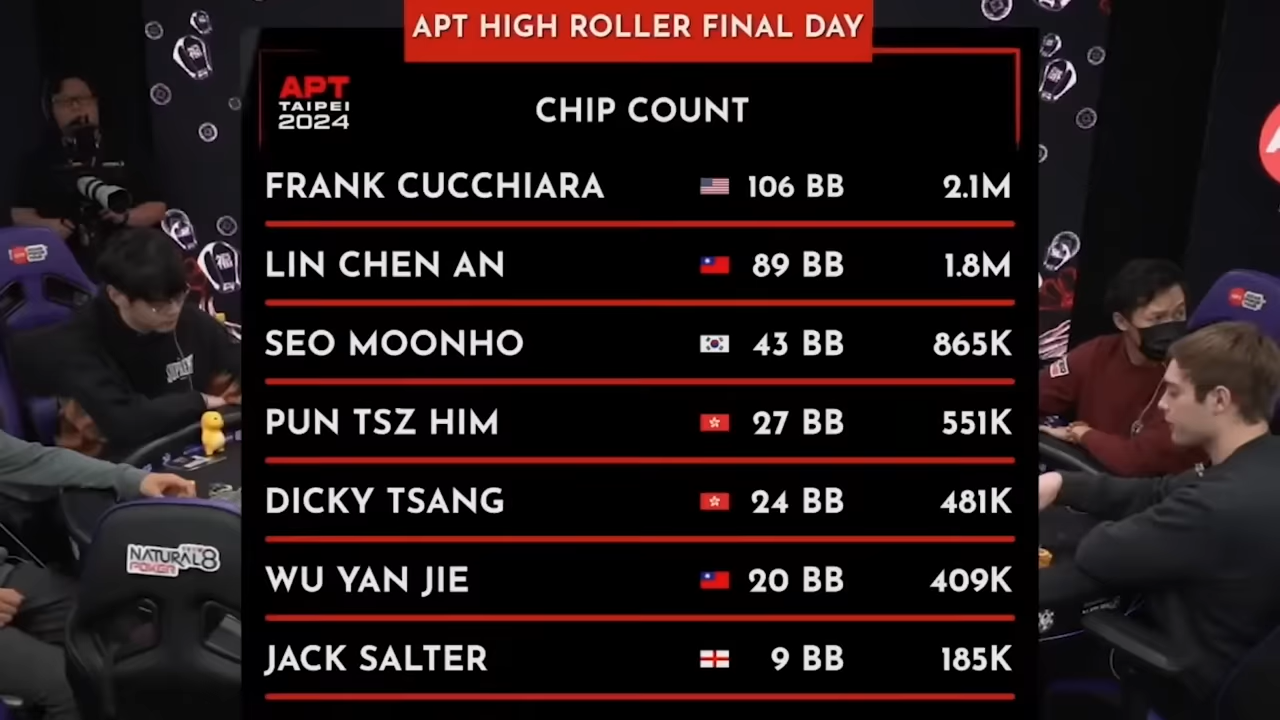 APT HIGH ROLLER FINAL DAY
APT
TAIPEI
2024
CHIP COUNT
FRANK CUCCHIARA 106 BB 2.1M
LIN CHEN AN 89 BB 1.8M
SEO MOONHO 43 BB 865K
PUN TSZ HIM 27 BB 551K
DICKY TSANG 24 BB 481K
WU YAN JIE 20 BB 409K
JACK SALTER 9 BB 185K
NATURAL8
POKER